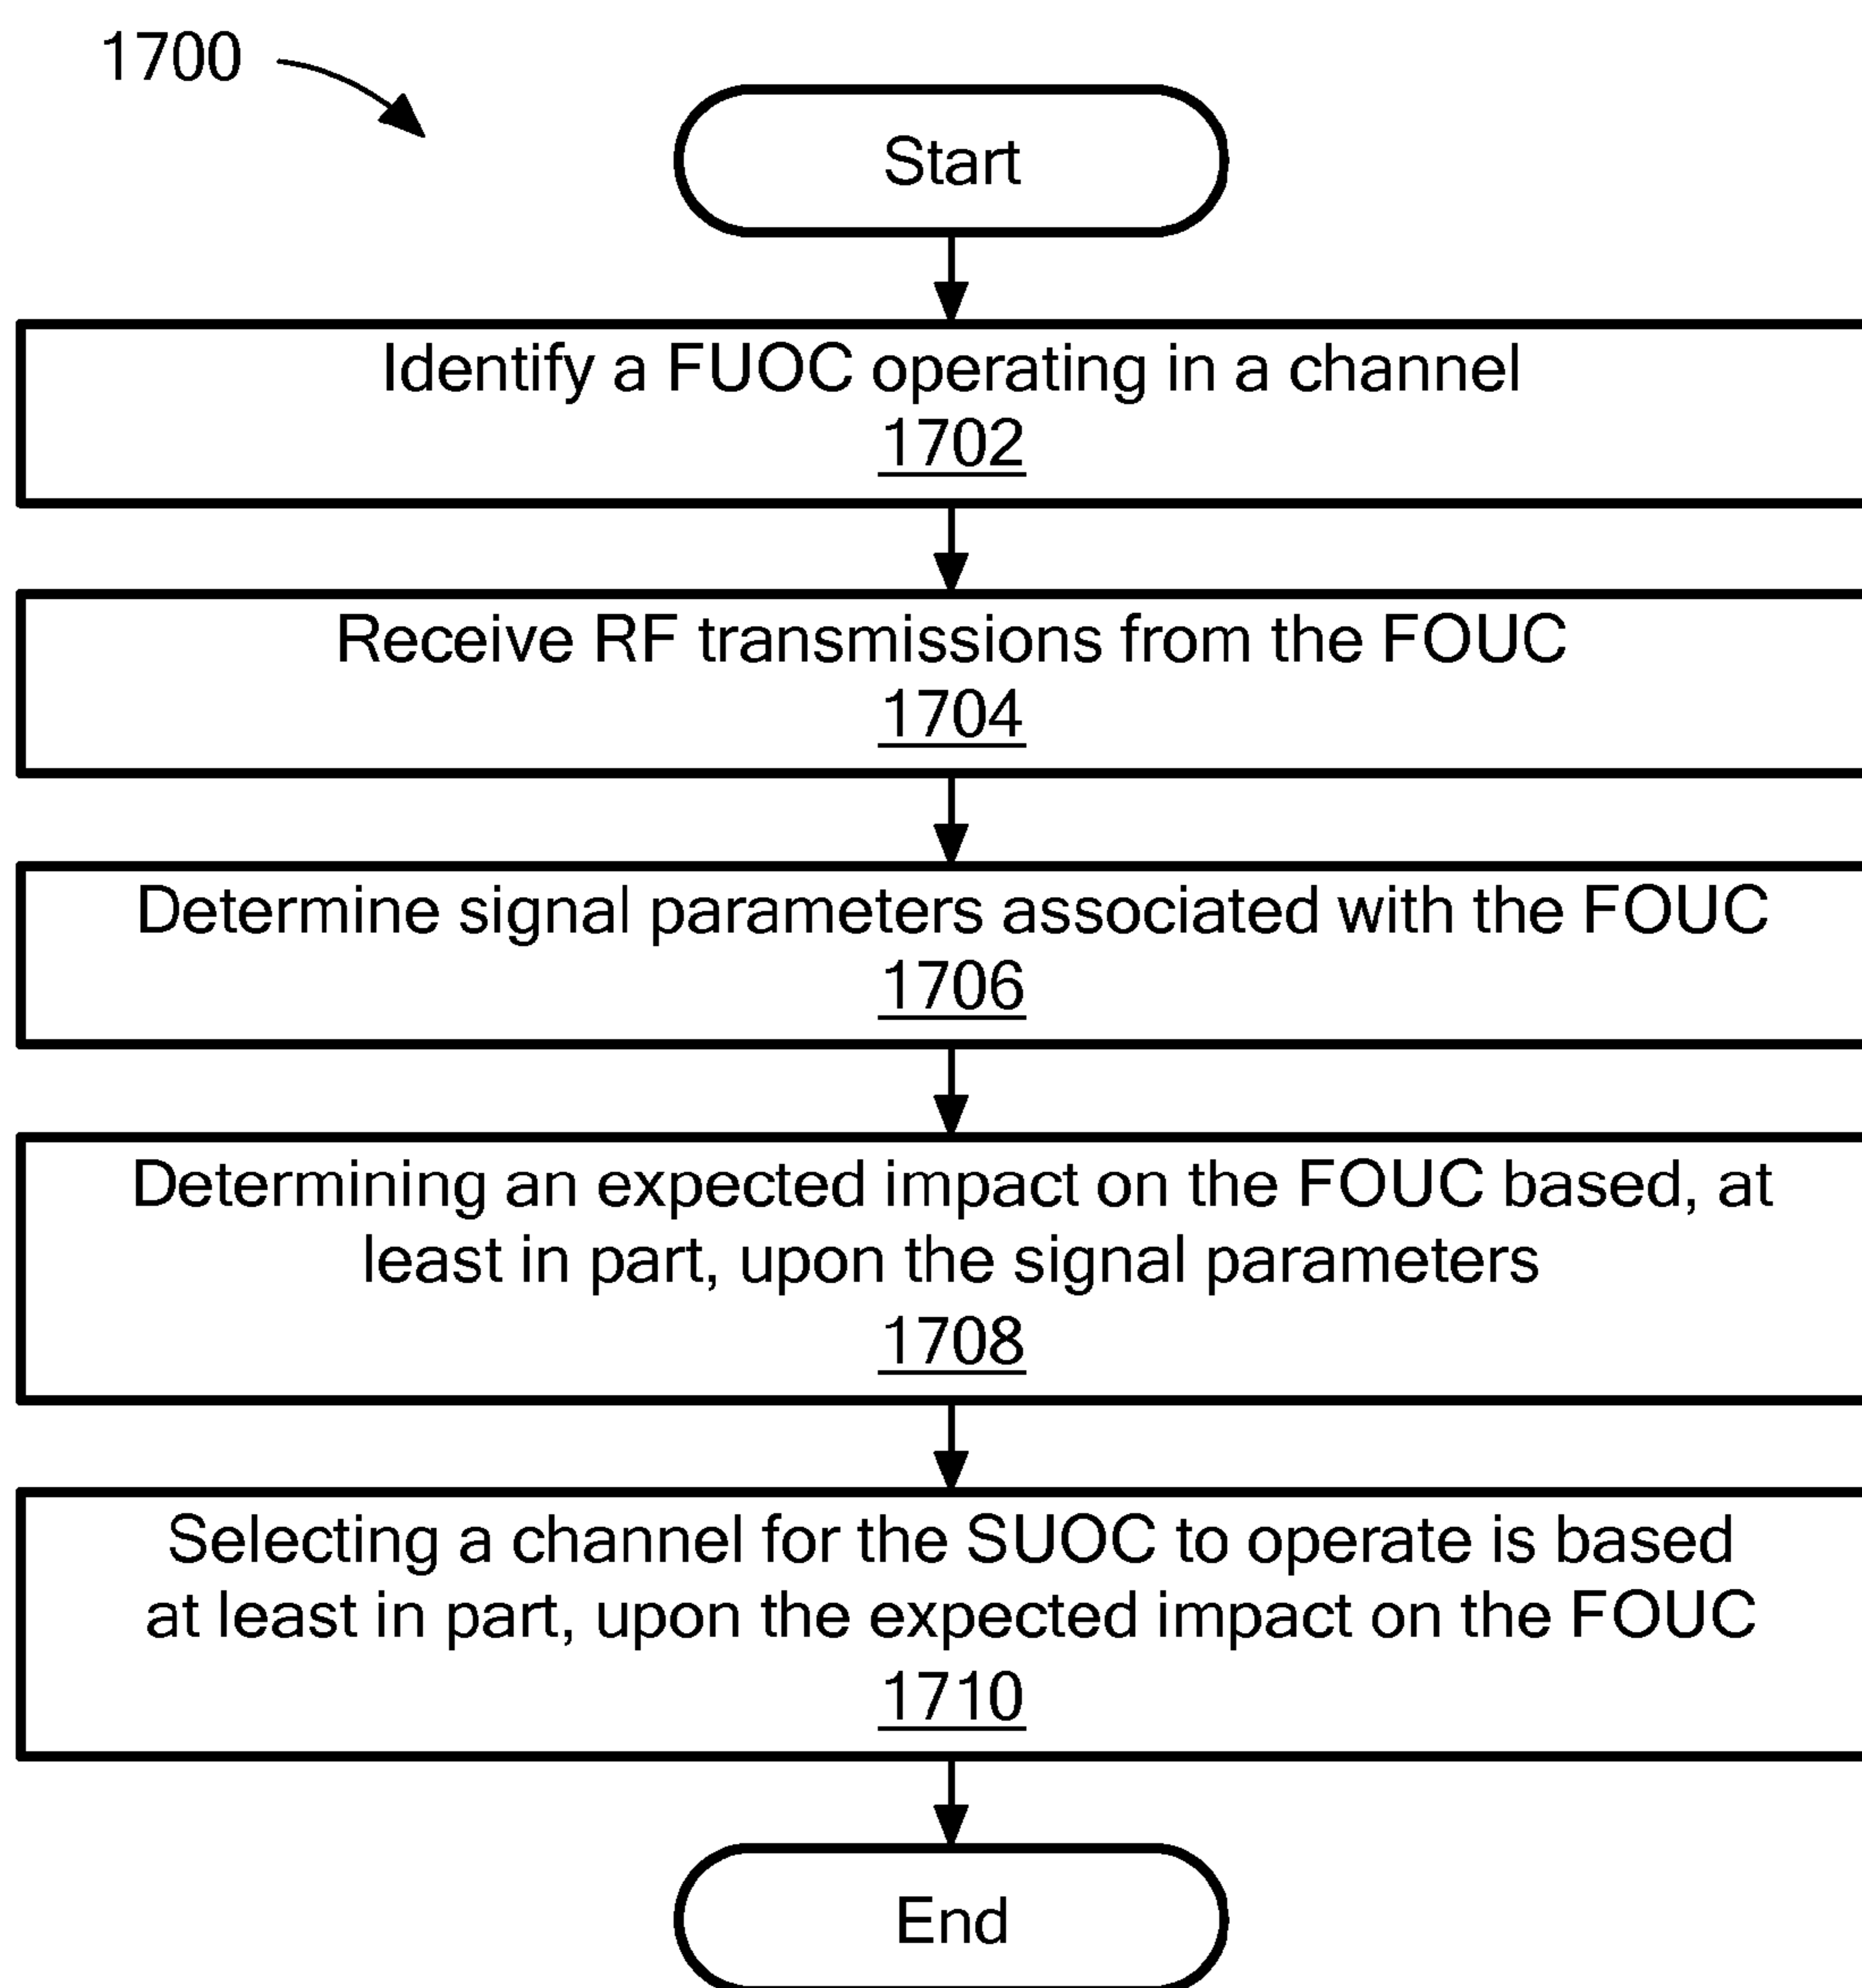 1700
Start
Identify a FUOC operating in a channel
1702
Receive RF transmissions from the FOUC
1704
Determine signal parameters associated with the FOUC
1706
Determining an expected impact on the FOUC based, at
least in part, upon the signal parameters
1708
Selecting a channel for the SUOC to operate is based
at least in part, upon the expected impact on the FOUC
1710
End